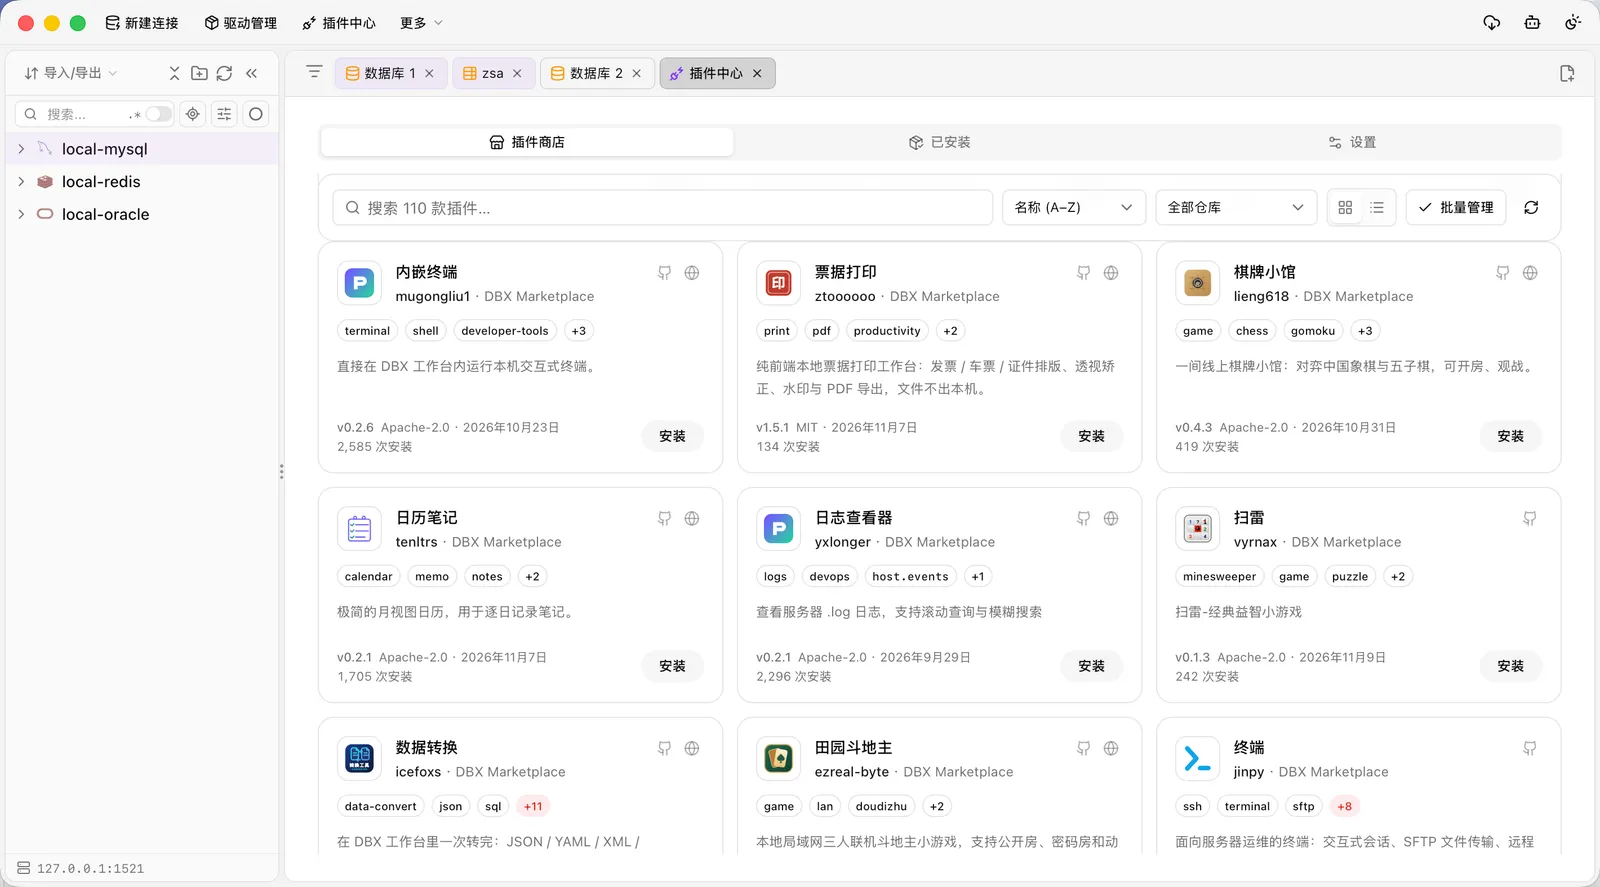 新建连接 驱动管理 插件中心 更多
导入/导出
数据库 1 zsa 数据库 2 插件中心
搜索... .*
local-mysql
local-redis
local-oracle
127.0.0.1:1521
插件商店 已安装 设置
搜索 110 款插件... 名称 (A–Z) 全部仓库 批量管理
内嵌终端
mugongliu1 · DBX Marketplace
terminal shell developer-tools +3
直接在 DBX 工作台内运行本机交互式终端。
v0.2.6 Apache-2.0 · 2026年10月23日
2,585 次安装
安装
印
票据打印
ztoooooo · DBX Marketplace
print pdf productivity +2
纯前端本地票据打印工作台：发票 / 车票 / 证件排版、透视矫
正、水印与 PDF 导出，文件不出本机。
v1.5.1 MIT · 2026年11月7日
134 次安装
安装
棋牌小馆
lieng618 · DBX Marketplace
game chess gomoku +3
一间线上棋牌小馆：对弈中国象棋与五子棋，可开房、观战。
v0.4.3 Apache-2.0 · 2026年10月31日
419 次安装
安装
日历笔记
tenltrs · DBX Marketplace
calendar memo notes +2
极简的月视图日历，用于逐日记录笔记。
v0.2.1 Apache-2.0 · 2026年11月7日
1,705 次安装
安装
日志查看器
yxlonger · DBX Marketplace
logs devops host.events +1
查看服务器 .log 日志，支持滚动查询与模糊搜索
v0.2.1 Apache-2.0 · 2026年9月29日
2,296 次安装
安装
扫雷
vyrnax · DBX Marketplace
minesweeper game puzzle +2
扫雷-经典益智小游戏
v0.1.3 Apache-2.0 · 2026年11月9日
242 次安装
安装
数据转换
icefoxs · DBX Marketplace
data-convert json sql +11
在 DBX 工作台里一次转完：JSON / YAML / XML /
田园斗地主
ezreal-byte · DBX Marketplace
game lan doudizhu +2
本地局域网三人联机斗地主小游戏，支持公开房、密码房和动
终端
jinpy · DBX Marketplace
ssh terminal sftp +8
面向服务器运维的终端：交互式会话、SFTP 文件传输、远程